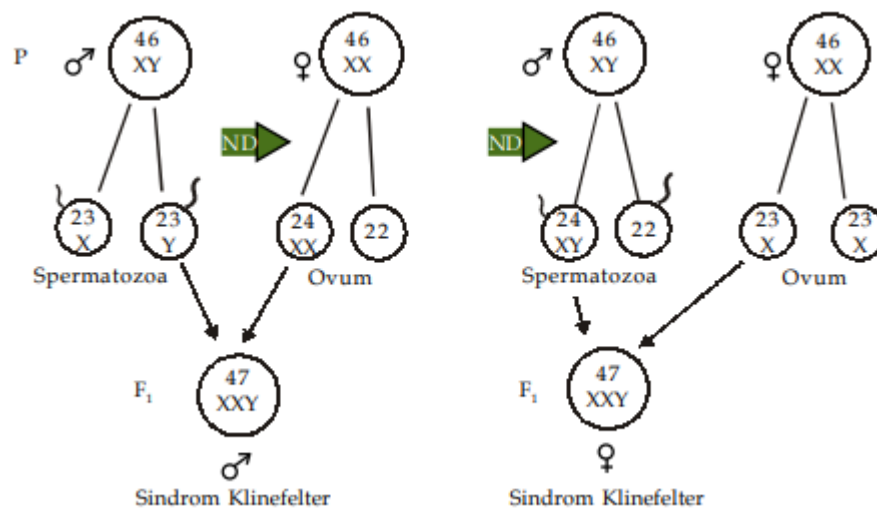 P
♂
46
XY
♀
46
XX
ND
23
X
23
Y
24
XX
22
Spermatozoa
Ovum
F₁
47
XXY
♂
Sindrom Klinefelter
♂
46
XY
♀
46
XX
ND
24
XY
22
23
X
23
X
Spermatozoa
Ovum
F₁
47
XXY
♀
Sindrom Klinefelter